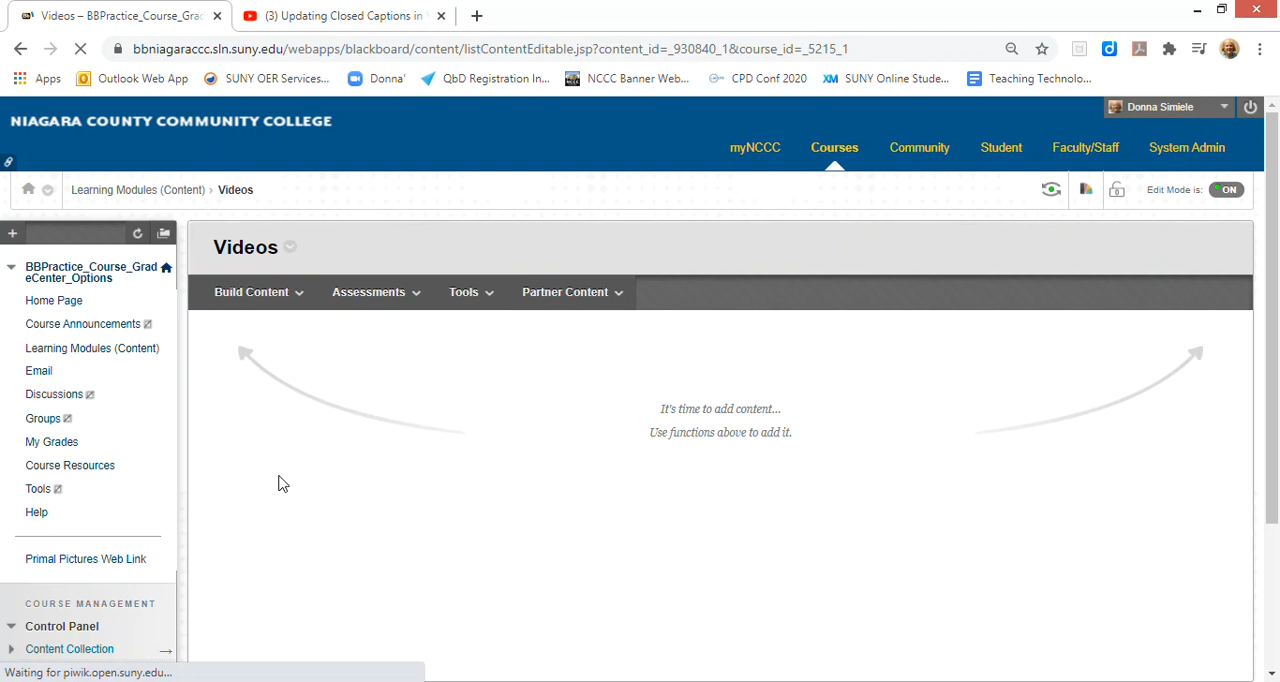 Videos – BBPractice_Course_Gra
(3) Updating Closed Captions in
bbniagaraccc.sln.suny.edu/webapps/blackboard/content/listContentEditable.jsp?content_id=_930840_1&course_id=_5215_1
Apps Outlook Web App SUNY OER Services... Donna' QbD Registration In... NCCC Banner Web... CPD Conf 2020 XM SUNY Online Stude... Teaching Technolo...
Donna Simiele
NIAGARA COUNTY COMMUNITY COLLEGE
myNCCC Courses Community Student Faculty/Staff System Admin
Learning Modules (Content) › Videos
Edit Mode is: ON
Videos
Build Content Assessments Tools Partner Content
It's time to add content...
Use functions above to add it.
BBPractice_Course_Grad
eCenter_Options
Home Page
Course Announcements
Learning Modules (Content)
Email
Discussions
Groups
My Grades
Course Resources
Tools
Help
Primal Pictures Web Link
COURSE MANAGEMENT
Control Panel
Content Collection
Waiting for piwik.open.suny.edu...